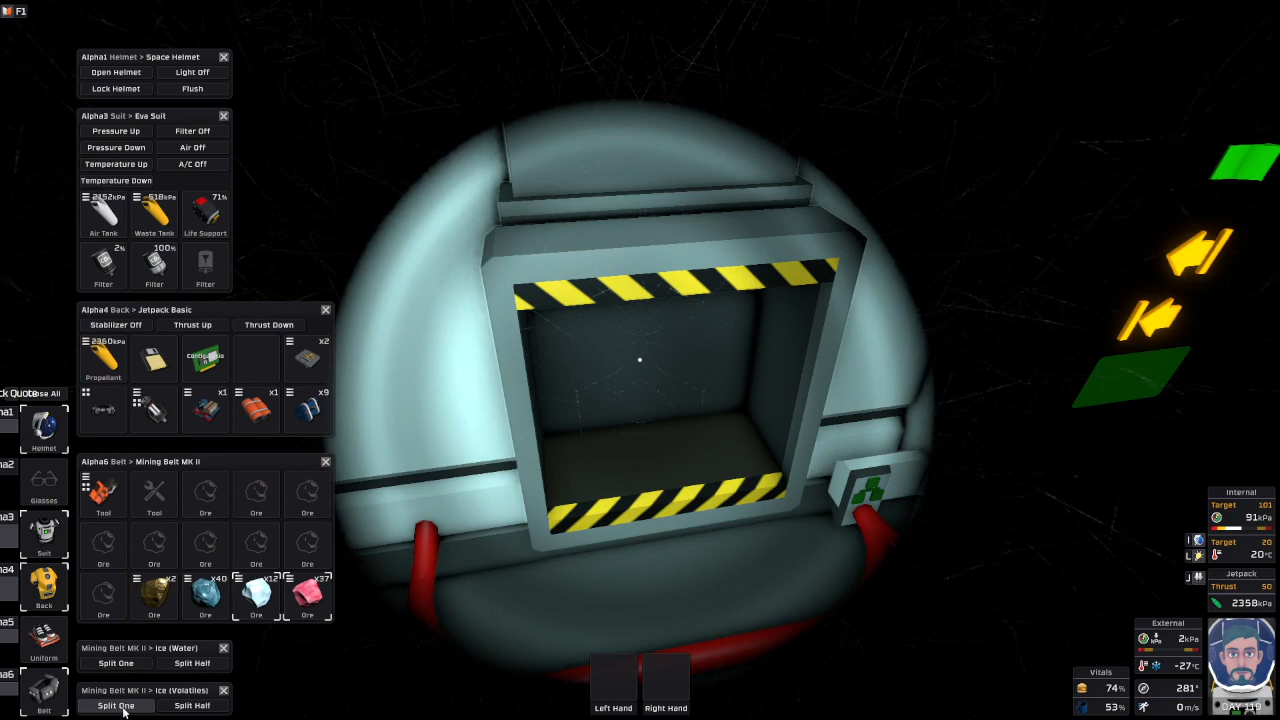 F1
Alpha1 Helmet > Space Helmet
Open Helmet Light Off
Lock Helmet Flush
Alpha3 Suit > Eva Suit
Pressure Up Filter Off
Pressure Down Air Off
Temperature Up A/C Off
Temperature Down
2152kPa 518kPa 71%
Air Tank Waste Tank Life Support
2% 100%
Filter Filter Filter
Alpha4 Back > Jetpack Basic
Stabilizer Off Thrust Up Thrust Down
2360kPa x2
Propellant
x1 x1 x9
Alpha6 Belt > Mining Belt MK II
Tool Tool Ore Ore Ore
Ore Ore Ore Ore Ore
x2 x40 x12 x37
Ore Ore Ore Ore Ore
Mining Belt MK II > Ice (Water)
Split One Split Half
Mining Belt MK II > Ice (Volatiles)
Split One Split Half
Helmet
Glasses
Suit
Back
Uniform
Belt
Left Hand Right Hand
Internal
Target 101
91kPa
Target 20
20°C
Jetpack
Thrust 50
2358kPa
External
2kPa
-27°C
281°
0m/s
Vitals
74%
53%
DAY 119